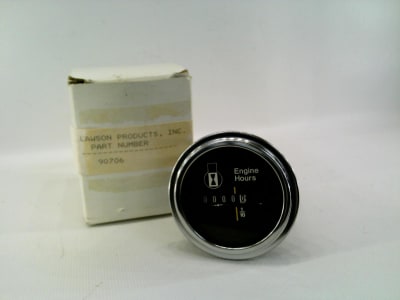 LAWSON PRODUCTS, INC.
PART NUMBER
90706
Engine
Hours